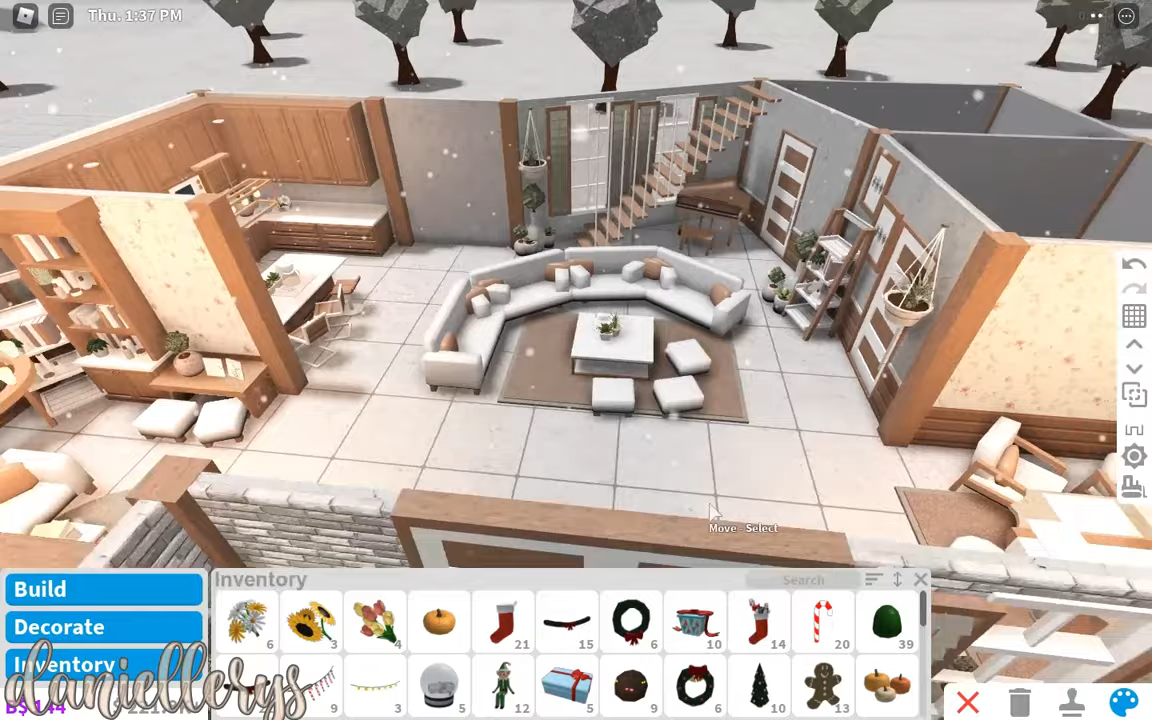 Thu. 1:37 PM
Move - Select
Build
Decorate
Inventory
Inventory
Search
6
3
4
21
15
6
10
14
20
39
9
3
5
12
5
9
6
10
13
daniellerys